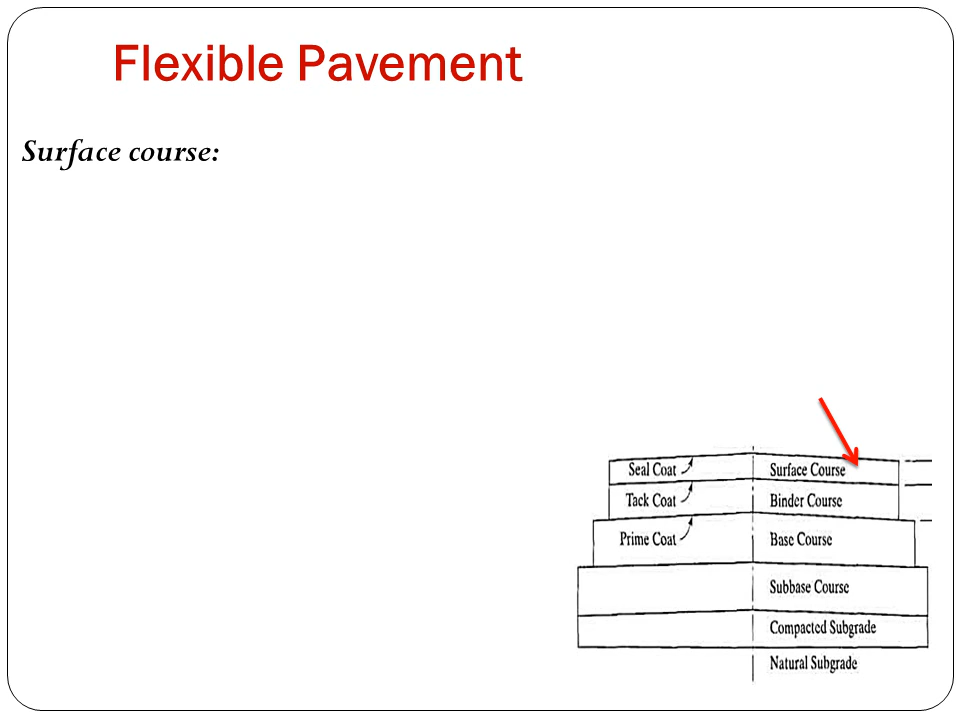 Flexible Pavement
Surface course:
Seal Coat Surface Course
Tack Coat Binder Course
Prime Coat Base Course
Subbase Course
Compacted Subgrade
Natural Subgrade